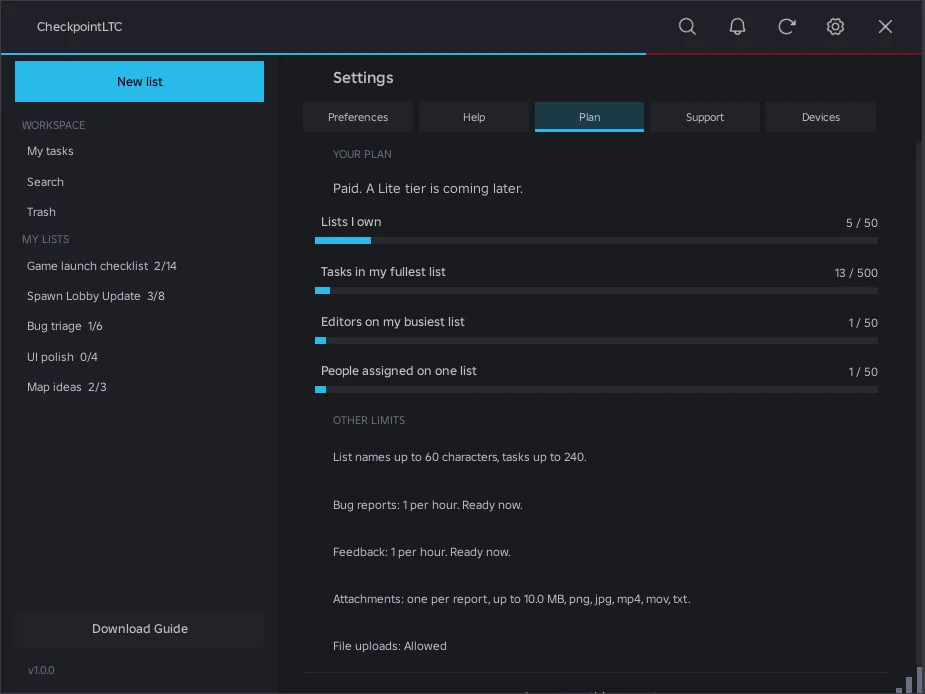 CheckpointLTC
New list
WORKSPACE
My tasks
Search
Trash
MY LISTS
Game launch checklist 2/14
Spawn Lobby Update 3/8
Bug triage 1/6
UI polish 0/4
Map ideas 2/3
Download Guide
v1.0.0
Settings
Preferences
Help
Plan
Support
Devices
YOUR PLAN
Paid. A Lite tier is coming later.
Lists I own 5 / 50
Tasks in my fullest list 13 / 500
Editors on my busiest list 1 / 50
People assigned on one list 1 / 50
OTHER LIMITS
List names up to 60 characters, tasks up to 240.
Bug reports: 1 per hour. Ready now.
Feedback: 1 per hour. Ready now.
Attachments: one per report, up to 10.0 MB, png, jpg, mp4, mov, txt.
File uploads: Allowed